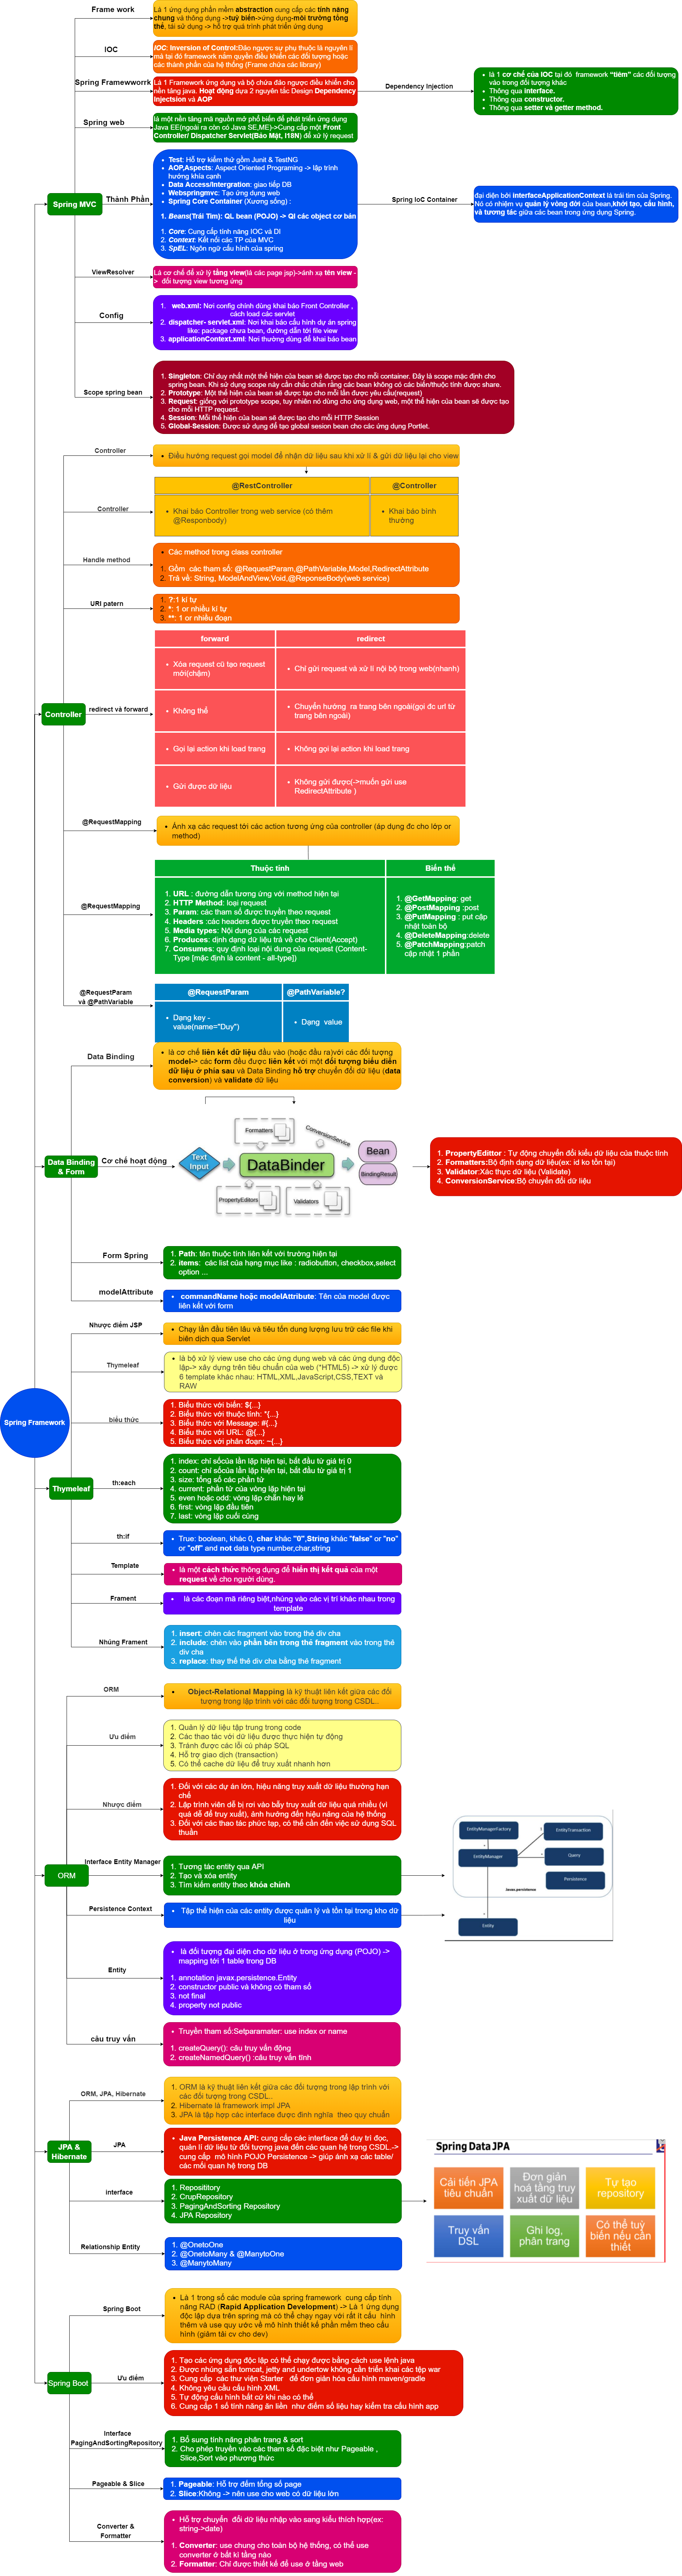 Frame work
Là 1 ứng dụng phần mềm abstraction cung cấp các tính năng
chung và thông dụng ->tuỳ biến->ứng dụng-môi trường tổng
thể, tái sử dụng -> hỗ trợ quá trình phát triển ứng dụng
IOC
IOC: Inversion of Control:Đảo ngược sự phụ thuộc là nguyên lí
mà tại đó framework nắm quyền điều khiển các đối tượng hoặc
các thành phần của hệ thống (Frame chứa các library)
Spring Framewworrk
Là 1 Framework ứng dụng và bộ chứa đảo ngược điều khiển cho
nền tảng java. Hoạt động dựa 2 nguyên tắc Design Dependency
Injectsion và AOP
Dependency Injection
là 1 cơ chế của IOC tại đó framework "tiêm" các đối tượng
vào trong đối tượng khác
Thông qua interface.
Thông qua constructor.
Thông qua setter và getter method.
Spring web
là một nền tảng mã nguồn mở phổ biến để phát triển ứng dụng
Java EE(ngoài ra còn có Java SE,ME)->Cung cấp một Front
Controller/ Dispatcher Servlet(Bảo Mật, I18N) để xử lý request
Spring MVC
Thành Phần
Test: Hỗ trợ kiểm thử gồm Junit & TestNG
AOP,Aspects: Aspect Oriented Programing -> lập trình
hướng khía cạnh
Data Access/Intergration: giao tiếp DB
Webspringmvc: Tạo ứng dụng web
Spring Core Container (Xương sống) :
1. Beans(Trái Tim): QL bean (POJO) -> Ql các object cơ bản
1. Core: Cung cấp tính năng IOC và DI
2. Context: Kết nối các TP của MVC
3. SpEL: Ngôn ngữ cấu hình của spring
Spring IoC Container
đại diện bởi interfaceApplicationContext là trái tim của Spring.
Nó có nhiệm vụ quản lý vòng đời của bean,khởi tạo, cấu hình,
và tương tác giữa các bean trong ứng dụng Spring.
ViewResolver
Là cơ chế để xử lý tầng view(là các page jsp)->ánh xạ tên view -
> đối tượng view tương ứng
Config
1. web.xml: Nơi config chính dùng khai báo Front Controller ,
cách load các servlet
2. dispatcher- servlet.xml: Nơi khai báo cấu hình dự án spring
like: package chưa bean, đường dẫn tới file view
3. applicationContext.xml: Nơi thường dùng để khai báo bean
Scope spring bean
1. Singleton: Chỉ duy nhất một thể hiện của bean sẽ được tạo cho mỗi container. Đây là scope mặc định cho
spring bean. Khi sử dụng scope này cần chắc chắn rằng các bean không có các biến/thuộc tính được share.
2. Prototype: Một thể hiện của bean sẽ được tạo cho mỗi lần được yêu cầu(request)
3. Request: giống với prototype scope, tuy nhiên nó dùng cho ứng dụng web, một thể hiện của bean sẽ được tạo
cho mỗi HTTP request.
4. Session: Mỗi thể hiện của bean sẽ được tạo cho mỗi HTTP Session
5. Global-Session: Được sử dụng để tạo global sesion bean cho các ứng dụng Portlet.
Controller
Điều hướng request gọi model để nhận dữ liệu sau khi xử lí & gửi dữ liệu lại cho view
Controller
@RestController
@Controller
Khai báo Controller trong web service (có thêm
@Responbody)
Khai báo bình
thường
Handle method
Các method trong class controller
1. Gồm các tham số: @RequestParam,@PathVariable,Model,RedirectAttribute
2. Trả về: String, ModelAndView,Void,@ReponseBody(web service)
URI patern
1. ?:1 kí tự
2. *: 1 or nhiều kí tự
3. **: 1 or nhiều đoạn
Controller
redirect và forward
forward
redirect
Xóa request cũ tạo request
mới(chậm)
Chỉ gửi request và xử lí nội bộ trong web(nhanh)
Không thể
Chuyển hướng ra trang bên ngoài(gọi đc url từ
trang bên ngoài)
Gọi lại action khi load trang
Không gọi lại action khi load trang
Gửi được dữ liệu
Không gửi được(->muốn gửi use
RedirectAttribute )
@RequestMapping
Ánh xạ các request tới các action tương ứng của controller (áp dụng đc cho lớp or
method)
@RequestMapping
Thuộc tính
Biến thể
1. URL : đường dẫn tương ứng với method hiện tại
2. HTTP Method: loại request
3. Param: các tham số được truyền theo request
4. Headers :các headers được truyền theo request
5. Media types: Nội dung của các request
6. Produces: định dạng dữ liệu trả về cho Client(Accept)
7. Consumes: quy định loại nội dung của request (Content-
Type [mặc định là content - all-type])
1. @GetMapping: get
2. @PostMapping :post
3. @PutMapping : put cập
nhật toàn bộ
4. @DeleteMapping:delete
5. @PatchMapping:patch
cập nhật 1 phần
@RequestParam
và @PathVariable
@RequestParam
@PathVariable?
Dạng key -
value(name="Duy")
Dạng value
Data Binding
là cơ chế liên kết dữ liệu đầu vào (hoặc đầu ra)với các đối tượng
model-> các form đều được liên kết với một đối tượng biểu diễn
dữ liệu ở phía sau và Data Binding hỗ trợ chuyển đổi dữ liệu (data
conversion) và validate dữ liệu
Data Binding
& Form
Cơ chế hoạt động
Formatters
ConversionService
Text
Input
DataBinder
Bean
BindingResult
PropertyEditors
Validators
1. PropertyEdittor : Tự động chuyển đổi kiểu dữ liệu của thuộc tính
2. Formatters:Bộ định dạng dữ liệu(ex: id ko tồn tại)
3. Validator:Xác thực dữ liệu (Validate)
4. ConversionService:Bộ chuyển đổi dữ liệu
Form Spring
1. Path: tên thuộc tính liên kết với trường hiện tại
2. items: các list của hạng mục like : radiobutton, checkbox,select
option ...
modelAttribute
commandName hoặc modelAttribute: Tên của model được
liên kết với form
Nhược điểm JSP
Chạy lần đầu tiên lâu và tiêu tốn dung lượng lưu trữ các file khi
biên dịch qua Servlet
Thymeleaf
là bộ xử lý view use cho các ứng dụng web và các ứng dụng độc
lập-> xây dựng trên tiêu chuẩn của web (*HTML5) -> xử lý được
6 template khác nhau: HTML,XML,JavaScript,CSS,TEXT và
RAW
Spring Framework
biểu thức
1. Biểu thức với biến: ${...}
2. Biểu thức với thuộc tính: *{...}
3. Biểu thức với Message: #{...}
4. Biểu thức với URL: @{...}
5. Biểu thức với phân đoạn: ~{...}
Thymeleaf
th:each
1. index: chỉ sốcủa lần lặp hiện tại, bắt đầu từ giá trị 0
2. count: chỉ sốcủa lần lặp hiện tại, bắt đầu từ giá trị 1
3. size: tổng số các phần tử
4. current: phần tử của vòng lặp hiện tại
5. even hoặc odd: vòng lặp chẵn hay lẻ
6. first: vòng lặp đầu tiên
7. last: vòng lặp cuối cùng
th:if
True: boolean, khác 0, char khác "0",String khác "false" or "no"
or "off" and not data type number,char,string
Template
là một cách thức thông dụng để hiển thị kết quả của một
request về cho người dùng.
Frament
là các đoạn mã riêng biệt,nhúng vào các vị trí khác nhau trong
template
Nhúng Frament
1. insert: chèn các fragment vào trong thẻ div cha
2. include: chèn vào phần bên trong thẻ fragment vào trong thẻ
div cha
3. replace: thay thế thẻ div cha bằng thẻ fragment
ORM
Object-Relational Mapping là kỹ thuật liên kết giữa các đối
tượng trong lập trình với các đối tượng trong CSDL..
Ưu điểm
1. Quản lý dữ liệu tập trung trong code
2. Các thao tác với dữ liệu được thực hiện tự động
3. Tránh được các lỗi cú pháp SQL
4. Hỗ trợ giao dịch (transaction)
5. Có thể cache dữ liệu để truy xuất nhanh hơn
Nhược điểm
1. Đối với các dự án lớn, hiệu năng truy xuất dữ liệu thường hạn
chế
2. Lập trình viên dễ bị rơi vào bẫy truy xuất dữ liệu quá nhiều (vì
quá dễ để truy xuất), ảnh hưởng đến hiệu năng của hệ thống
3. Đối với các thao tác phức tạp, có thể cần đến việc sử dụng SQL
thuần
ORM
Interface Entity Manager
1. Tương tác entity qua API
2. Tạo và xóa entity
3. Tìm kiếm entity theo khóa chính
EntityManagerFactory
EntityTransaction
EntityManager
Query
Persistence
Javax.persistence
Entity
Persistence Context
Tập thể hiện của các entity được quản lý và tồn tại trong kho dữ
liệu
Entity
là đối tượng đại diện cho dữ liệu ở trong ứng dụng (POJO) ->
mapping tới 1 table trong DB
1. annotation javax.persistence.Entity
2. constructor public và không có tham số
3. not final
4. property not public
câu truy vấn
Truyền tham số:Setparamater: use index or name
1. createQuery(): câu truy vấn động
2. createNamedQuery() :câu truy vấn tĩnh
ORM, JPA, Hibernate
1. ORM là kỹ thuật liên kết giữa các đối tượng trong lập trình với
các đối tượng trong CSDL..
2. Hibernate là framework impl JPA
3. JPA là tập hợp các interface được định nghĩa theo quy chuẩn
JPA &
Hibernate
JPA
Java Persistence API: cung cấp các interface để duy trì đọc,
quản lí dữ liệu từ đối tượng java đến các quan hệ trong CSDL->
cung cấp mô hình POJO Persistence -> giúp ánh xạ các table/
các mối quan hệ trong DB
interface
1. Reposititory
2. CrupRepository
3. PagingAndSorting Repository
4. JPA Repository
Spring Data JPA
Cải tiến JPA
tiêu chuẩn
Đơn giản
hoá tầng truy
xuất dữ liệu
Tự tạo
repository
Truy vấn
DSL
Ghi log,
phân trang
Có thể tuỳ
biến nếu cần
thiết
Relationship Entity
1. @OnetoOne
2. @OnetoMany & @ManytoOne
3. @ManytoMany
Spring Boot
Là 1 trong số các module của spring framework cung cấp tính
năng RAD (Rapid Application Development) -> Là 1 ứng dụng
độc lập dựa trên spring mà có thể chạy ngay với rất ít cấu hình
thêm và use quy ước về mô hình thiết kế phần mềm theo cấu
hình (giảm tải cv cho dev)
Spring Boot
Ưu điểm
1. Tạo các ứng dụng độc lập có thể chạy được bằng cách use lệnh java
2. Được nhúng sẵn tomcat, jetty and undertow không cần triển khai các tệp war
3. Cung cấp các thư viện Starter để đơn giản hóa cấu hình maven/gradle
4. Không yêu cầu cấu hình XML
5. Tự động cấu hình bất cứ khi nào có thể
6. Cung cấp 1 số tính năng ăn liền như điểm số liệu hay kiểm tra cấu hình app
Interface
PagingAndSortingRepository
1. Bổ sung tính năng phân trang & sort
2. Cho phép truyền vào các tham số đặc biệt như Pageable ,
Slice,Sort vào phương thức
Pageable & Slice
1. Pageable: Hỗ trợ đếm tổng số page
2. Slice:Không -> nên use cho web có dữ liệu lớn
Converter &
Formatter
Hỗ trợ chuyển đổi dữ liệu nhập vào sang kiểu thích hợp(ex:
string->date)
1. Converter: use chung cho toàn bộ hệ thống, có thể use
converter ở bất kì tầng nào
2. Formatter: Chỉ được thiết kế để use ở tầng web